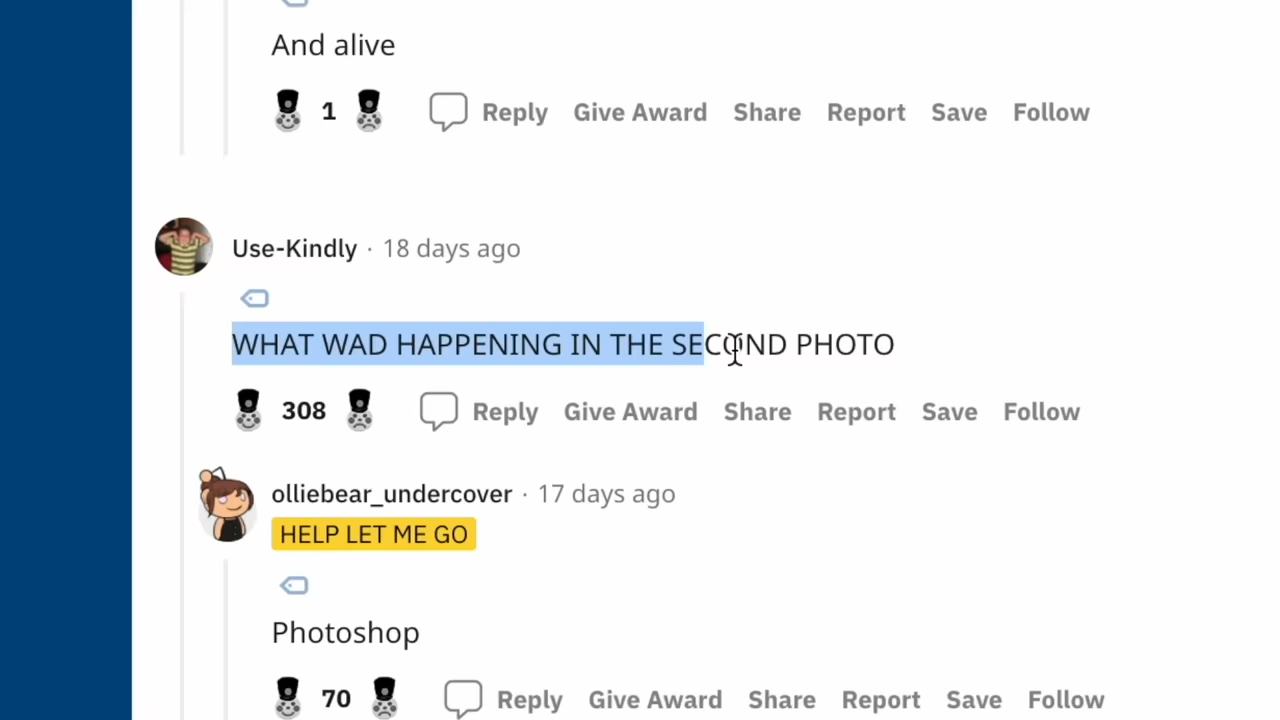 And alive
1 Reply Give Award Share Report Save Follow
Use-Kindly · 18 days ago
WHAT WAD HAPPENING IN THE SECOND PHOTO
308 Reply Give Award Share Report Save Follow
olliebear_undercover · 17 days ago
HELP LET ME GO
Photoshop
70 Reply Give Award Share Report Save Follow